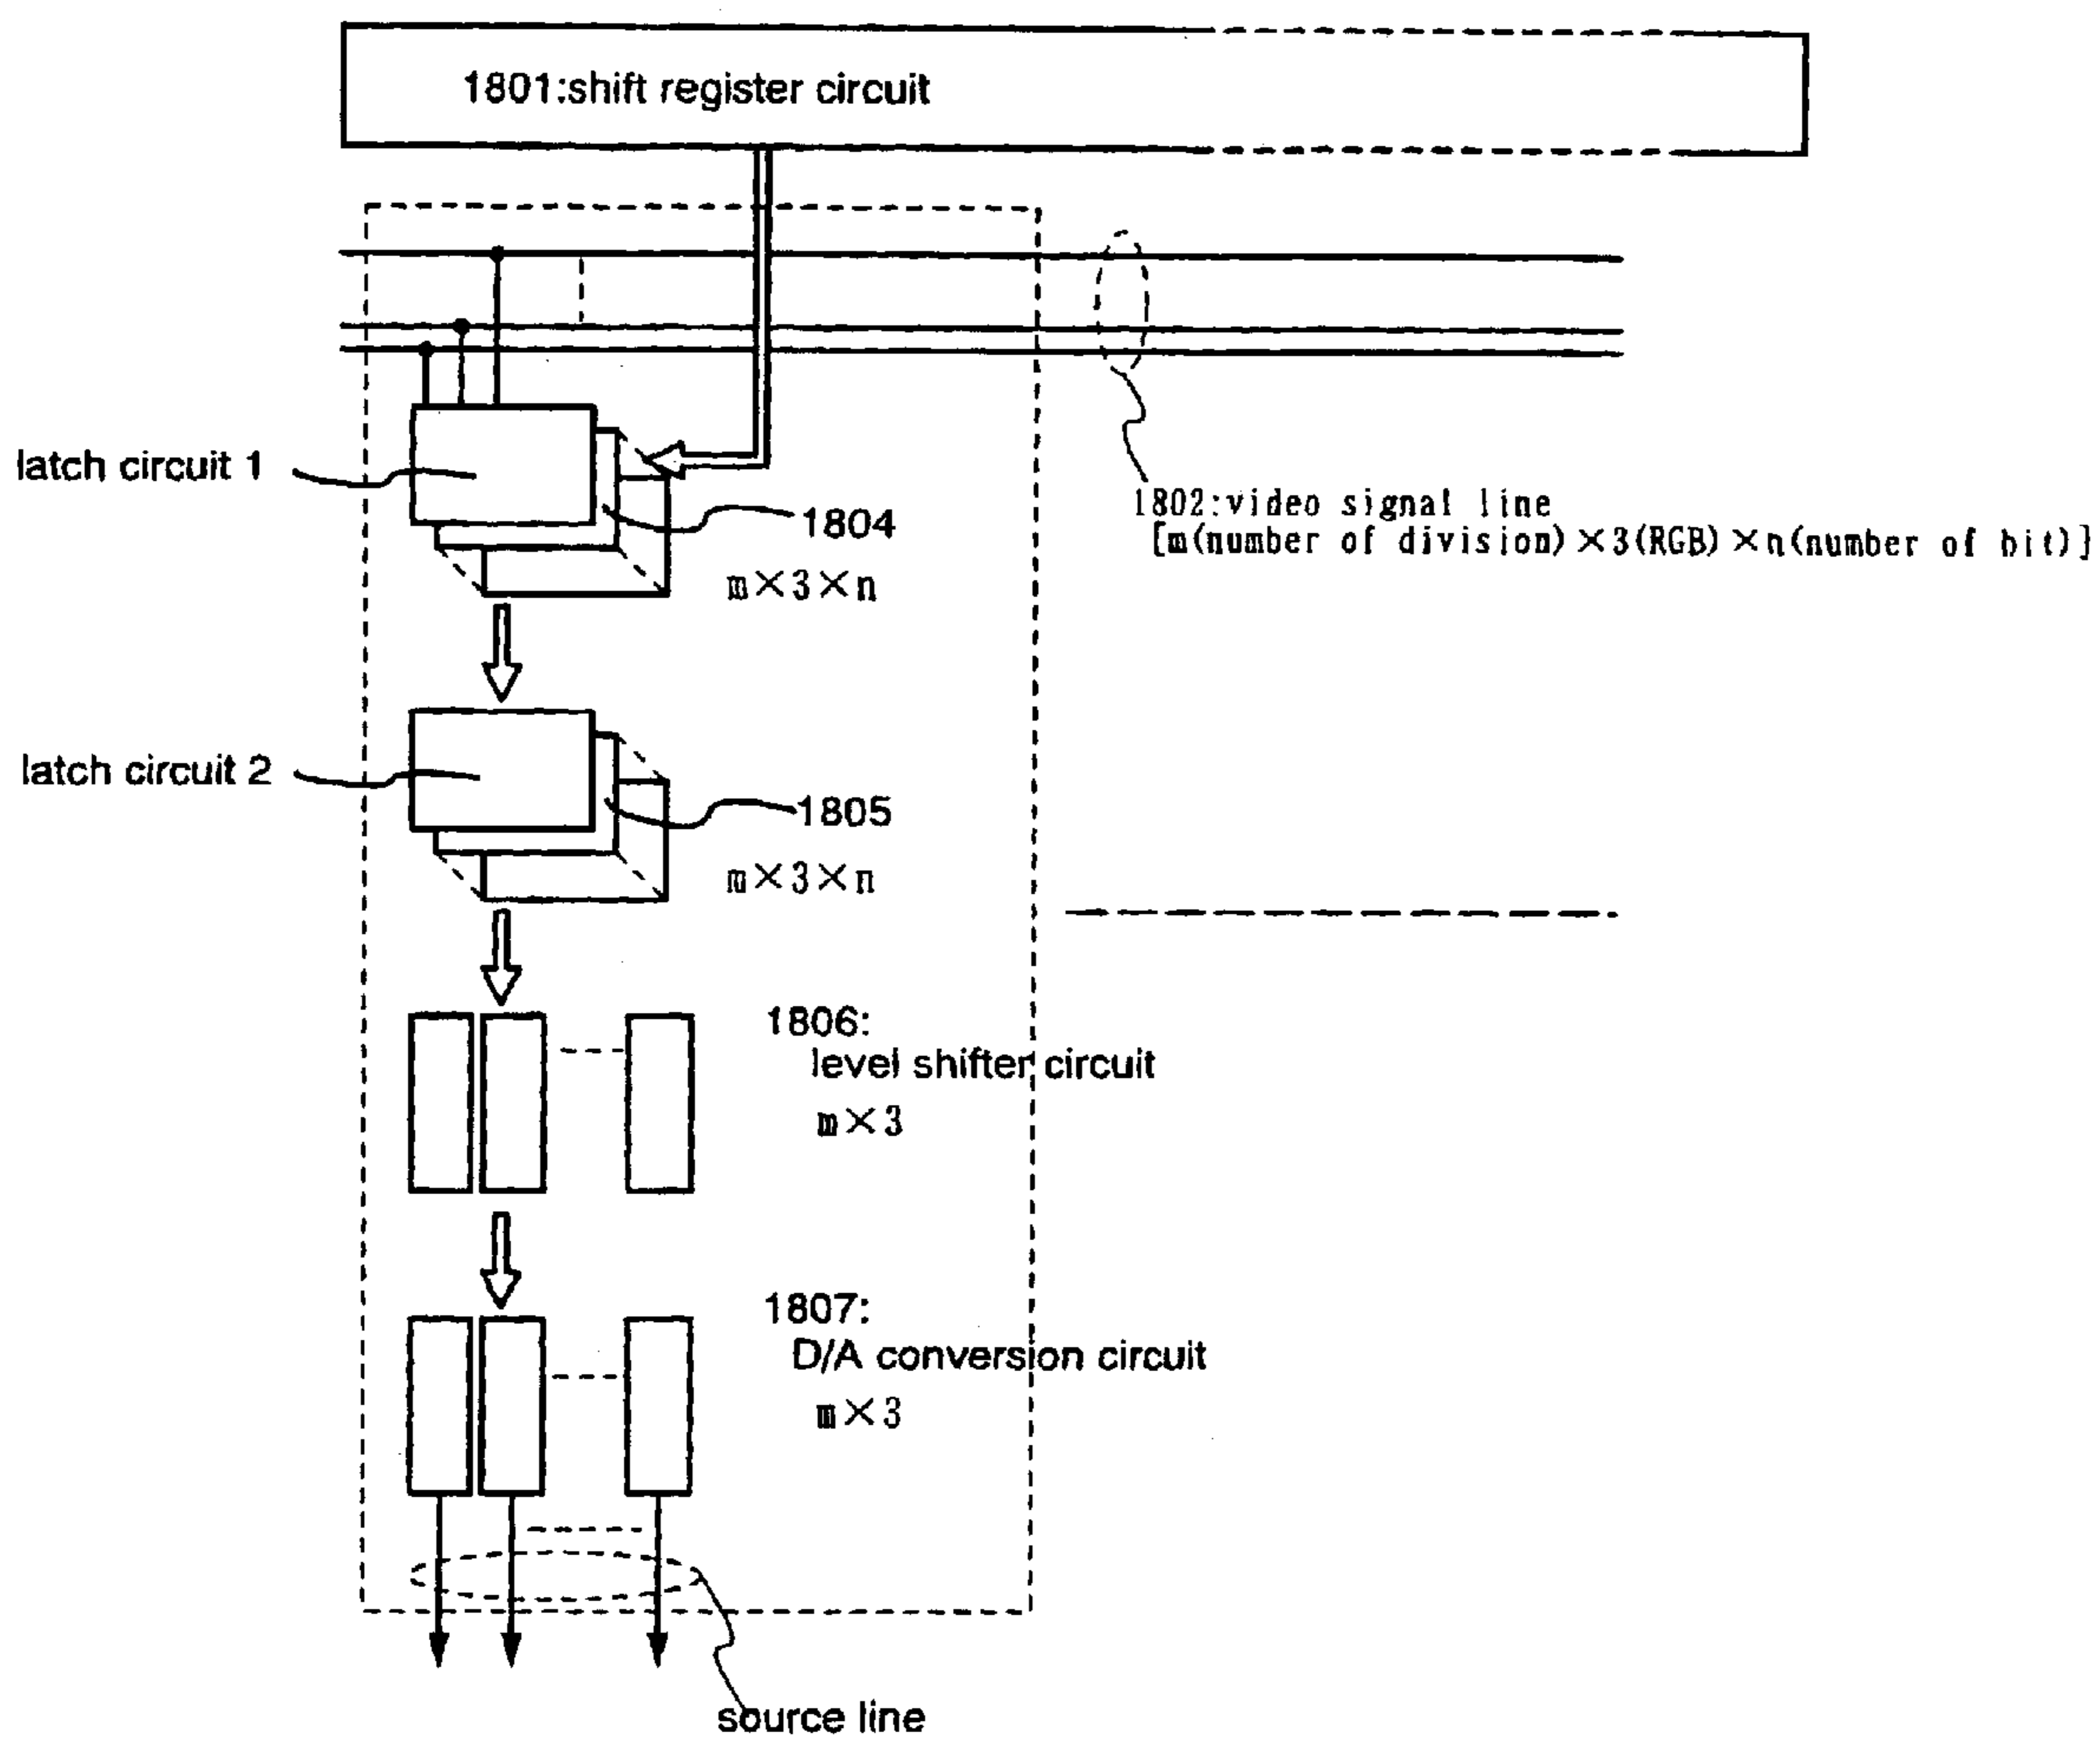 1801:shift register circuit
latch circuit 1
1804
m×3×n
1802:video signal line
[m(number of division)×3(RGB)×n(number of bit)]
latch circuit 2
1805
m×3×n
1806:
level shifter circuit
m×3
1807:
D/A conversion circuit
m×3
source line